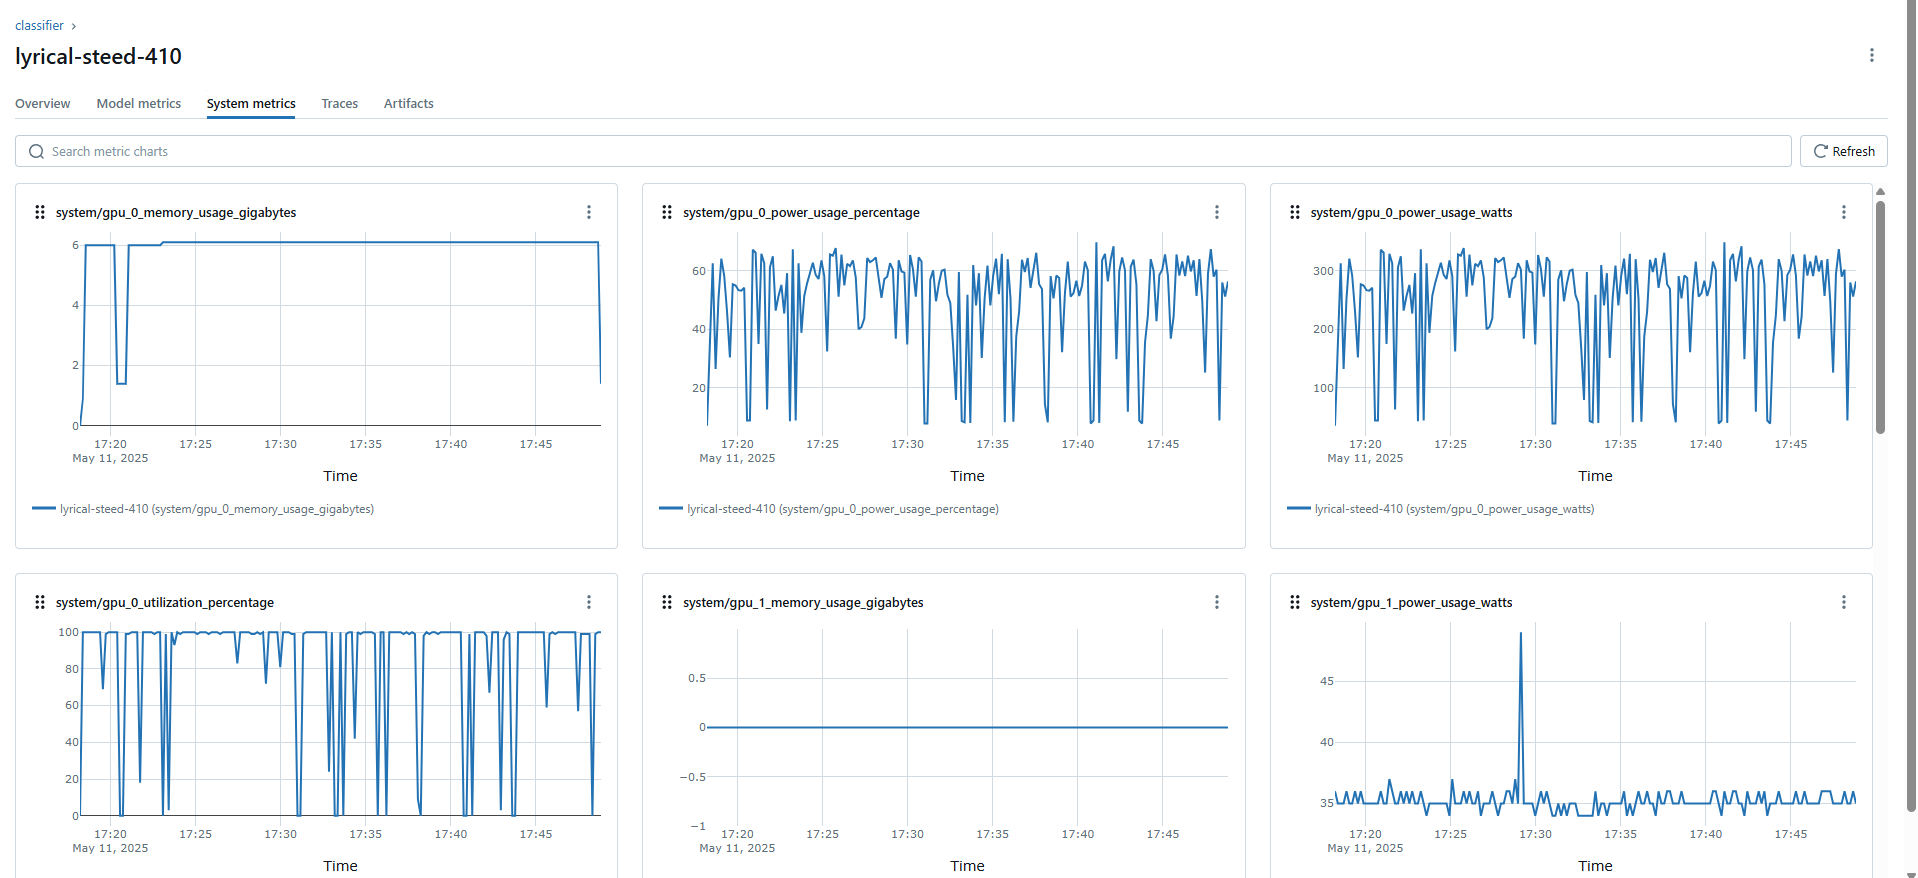 classifier ›
lyrical-steed-410
Overview Model metrics System metrics Traces Artifacts
Search metric charts Refresh
system/gpu_0_memory_usage_gigabytes
6
4
2
0
17:20 17:25 17:30 17:35 17:40 17:45
May 11, 2025
Time
lyrical-steed-410 (system/gpu_0_memory_usage_gigabytes)
system/gpu_0_power_usage_percentage
60
40
20
17:20 17:25 17:30 17:35 17:40 17:45
May 11, 2025
Time
lyrical-steed-410 (system/gpu_0_power_usage_percentage)
system/gpu_0_power_usage_watts
300
200
100
17:20 17:25 17:30 17:35 17:40 17:45
May 11, 2025
Time
lyrical-steed-410 (system/gpu_0_power_usage_watts)
system/gpu_0_utilization_percentage
100
80
60
40
20
0
17:20 17:25 17:30 17:35 17:40 17:45
May 11, 2025
Time
system/gpu_1_memory_usage_gigabytes
0.5
0
−0.5
−1
17:20 17:25 17:30 17:35 17:40 17:45
May 11, 2025
Time
system/gpu_1_power_usage_watts
45
40
35
17:20 17:25 17:30 17:35 17:40 17:45
May 11, 2025
Time